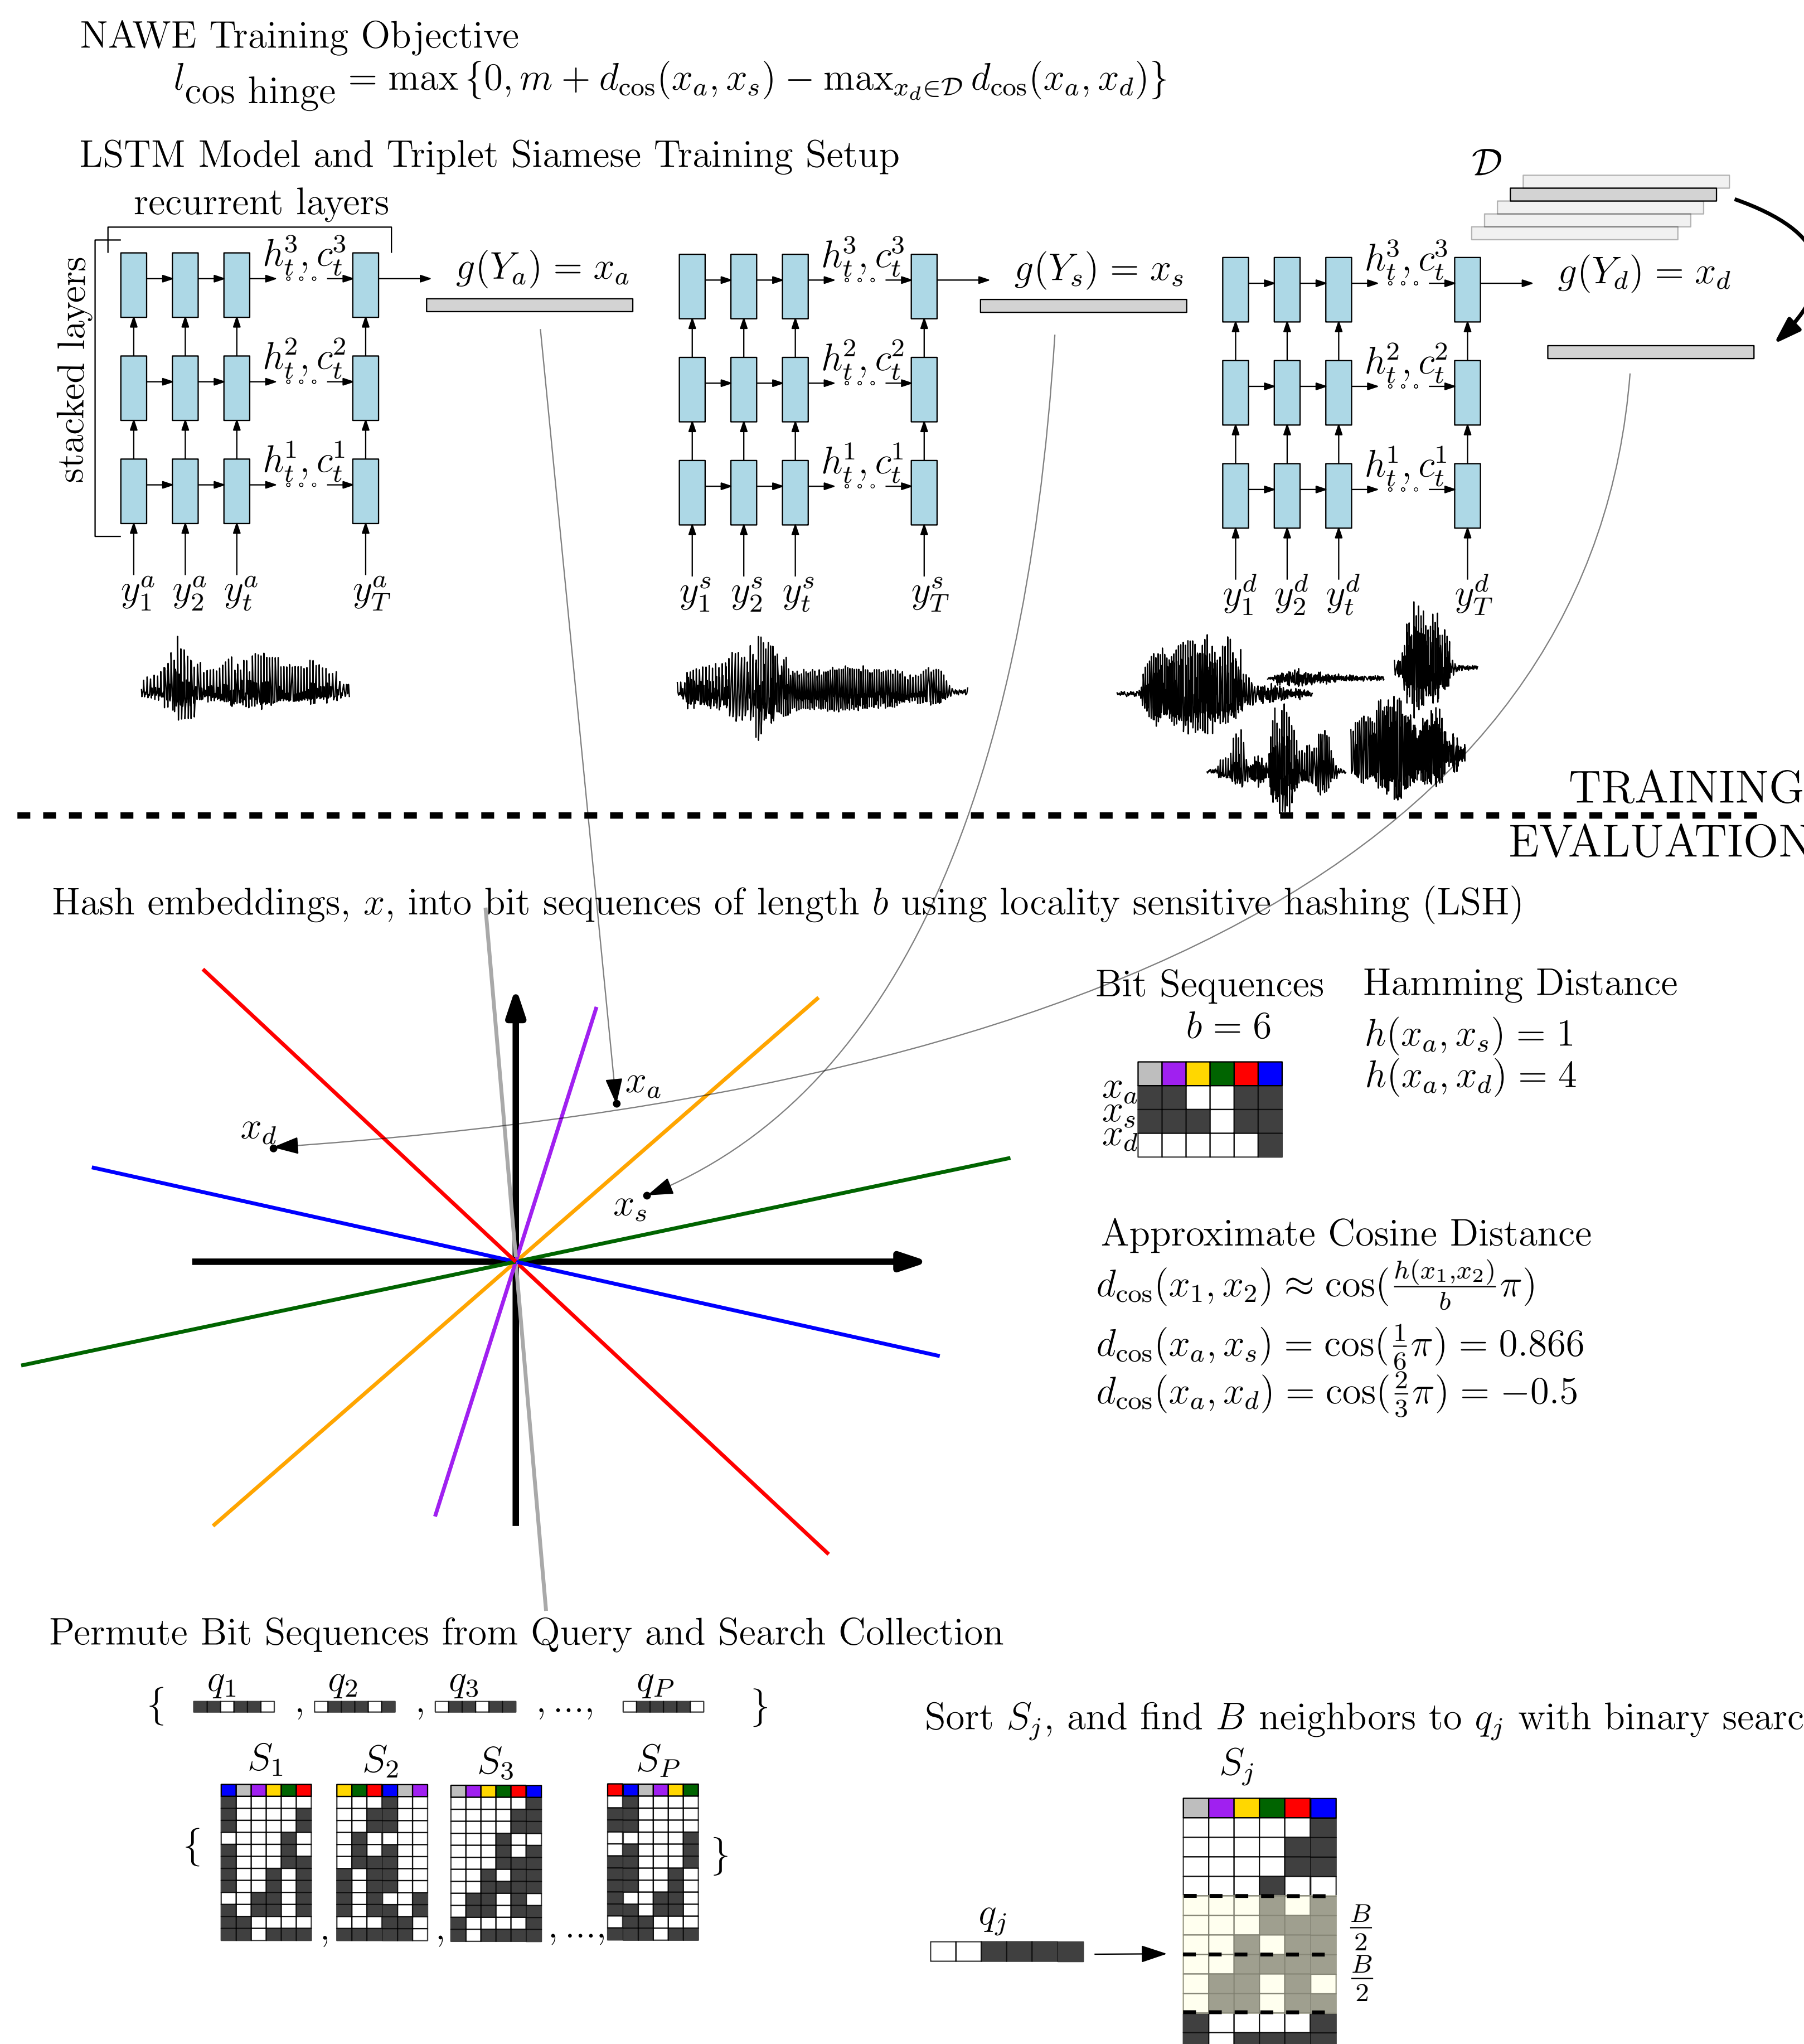 NAWE Training Objective
l_cos hinge = max {0, m + d_cos(x_a, x_s) − max_{x_d∈𝒟} d_cos(x_a, x_d)}
LSTM Model and Triplet Siamese Training Setup
𝒟
recurrent layers
stacked layers
h_t^3, c_t^3
g(Y_a) = x_a
h_t^3, c_t^3
g(Y_s) = x_s
h_t^3, c_t^3
g(Y_d) = x_d
h_t^2, c_t^2
h_t^2, c_t^2
h_t^2, c_t^2
h_t^1, c_t^1
h_t^1, c_t^1
h_t^1, c_t^1
y_1^a y_2^a y_t^a y_T^a
y_1^s y_2^s y_t^s y_T^s
y_1^d y_2^d y_t^d y_T^d
TRAINING
EVALUATION
Hash embeddings, x, into bit sequences of length b using locality sensitive hashing (LSH)
x_a
x_d
x_s
Bit Sequences
b = 6
x_a
x_s
x_d
Hamming Distance
h(x_a, x_s) = 1
h(x_a, x_d) = 4
Approximate Cosine Distance
d_cos(x_1, x_2) ≈ cos(h(x_1,x_2)/b π)
d_cos(x_a, x_s) = cos(1/6 π) = 0.866
d_cos(x_a, x_d) = cos(2/3 π) = −0.5
Permute Bit Sequences from Query and Search Collection
q_1 q_2 q_3 q_P
{ , , , ..., }
S_1 S_2 S_3 S_P
{ , , , ..., }
Sort S_j, and find B neighbors to q_j with binary searc
S_j
q_j
B/2
B/2